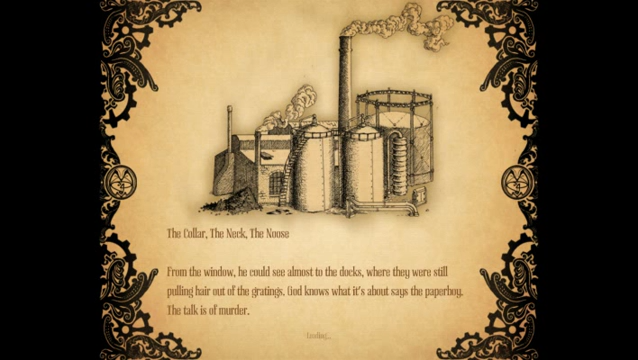 The Collar, The Neck, The Noose
From the window, he could see almost to the docks, where they were still
pulling hair out of the gratings. God knows what it's about says the paperboy.
The talk is of murder.
Loading...